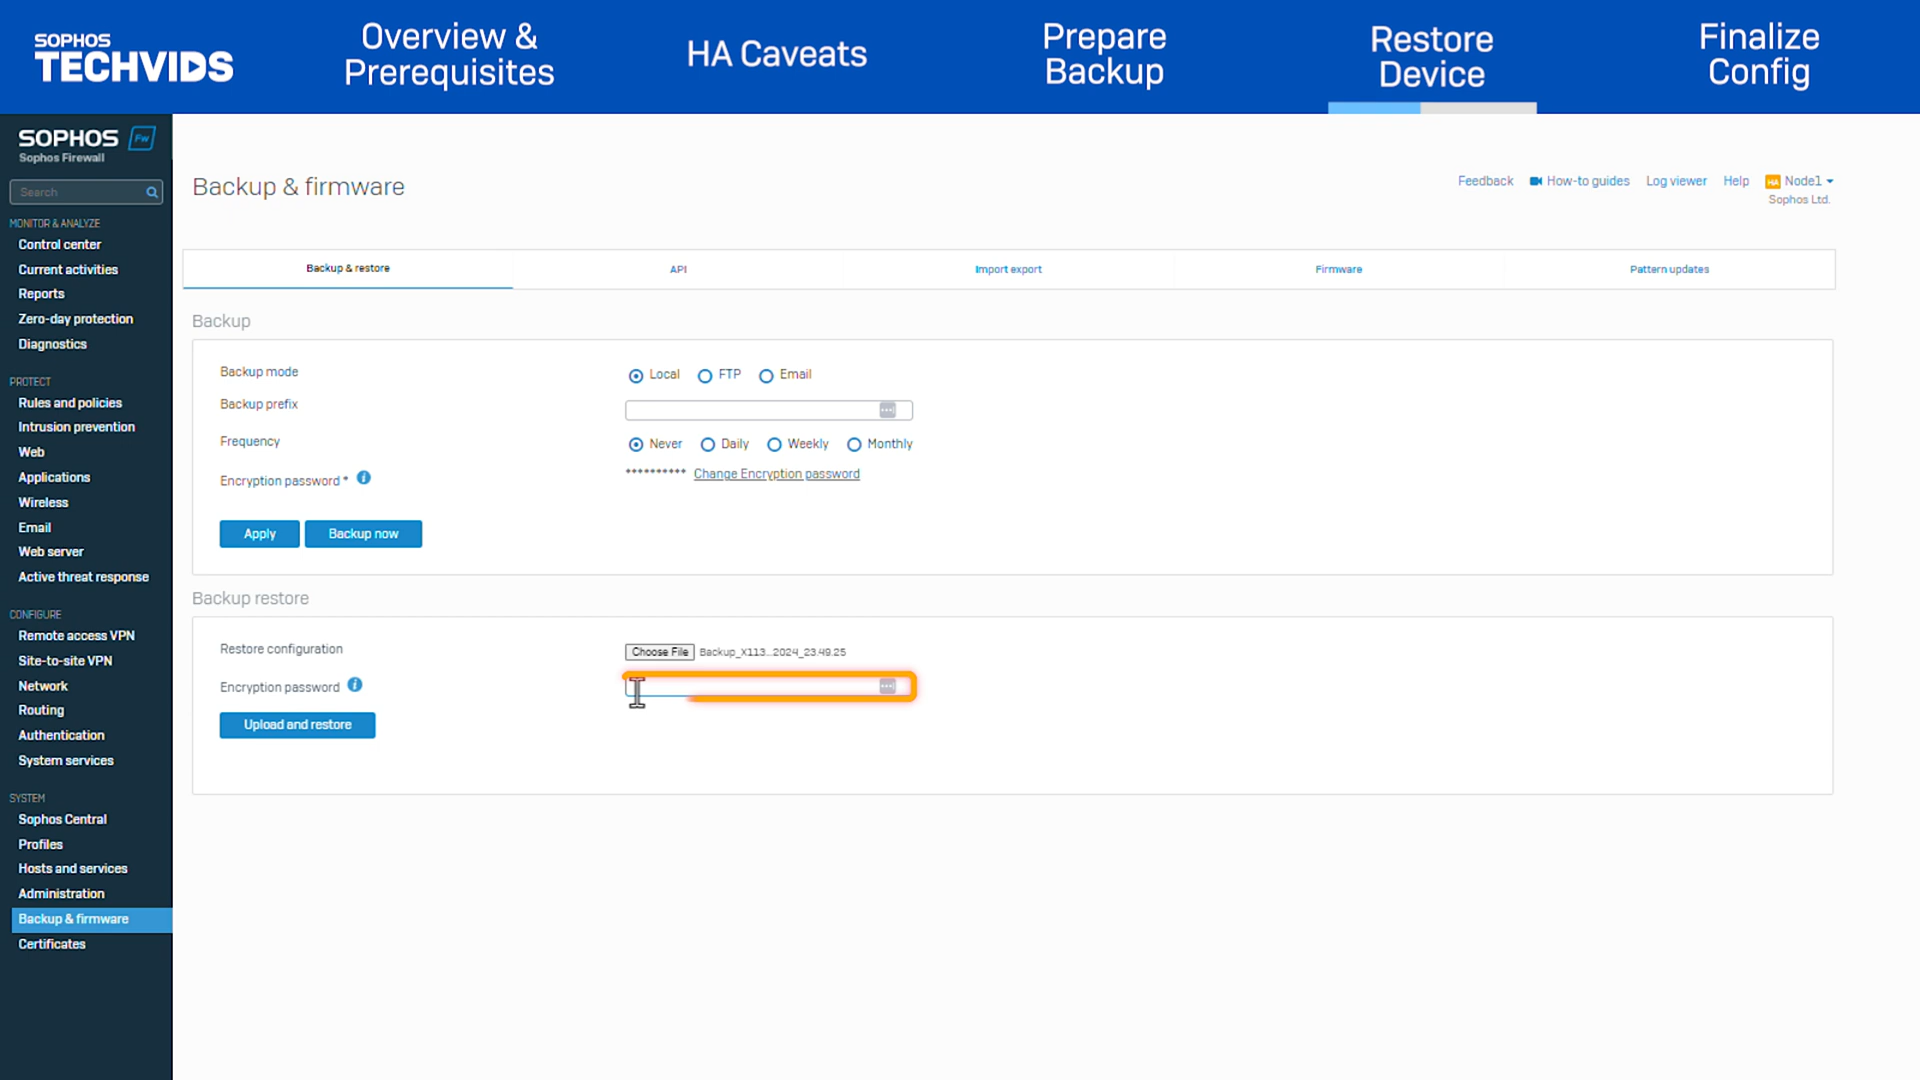 SOPHOS
TECHVIDS
Overview &
Prerequisites
HA Caveats
Prepare
Backup
Restore
Device
Finalize
Config
SOPHOS Fw
Sophos Firewall
Search
MONITOR & ANALYZE
Control center
Current activities
Reports
Zero-day protection
Diagnostics
PROTECT
Rules and policies
Intrusion prevention
Web
Applications
Wireless
Email
Web server
Active threat response
CONFIGURE
Remote access VPN
Site-to-site VPN
Network
Routing
Authentication
System services
SYSTEM
Sophos Central
Profiles
Hosts and services
Administration
Backup & firmware
Certificates
Backup & firmware
Feedback How-to guides Log viewer Help HA Node1
Sophos Ltd.
Backup & restore API Import export Firmware Pattern updates
Backup
Backup mode Local FTP Email
Backup prefix
Frequency Never Daily Weekly Monthly
Encryption password * ********** Change Encryption password
Apply Backup now
Backup restore
Restore configuration Choose File Backup_X113...2024_23.49.25
Encryption password
Upload and restore